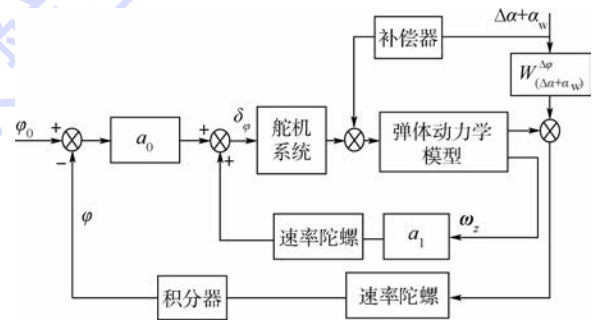 Δα+α_w
补偿器
W^{Δφ}_{(Δα+α_W)}
φ_0
+
−
a_0
+
+
δ_φ
舵机
系统
弹体动力学
模型
φ
速率陀螺
a_1
ω_z
积分器
速率陀螺